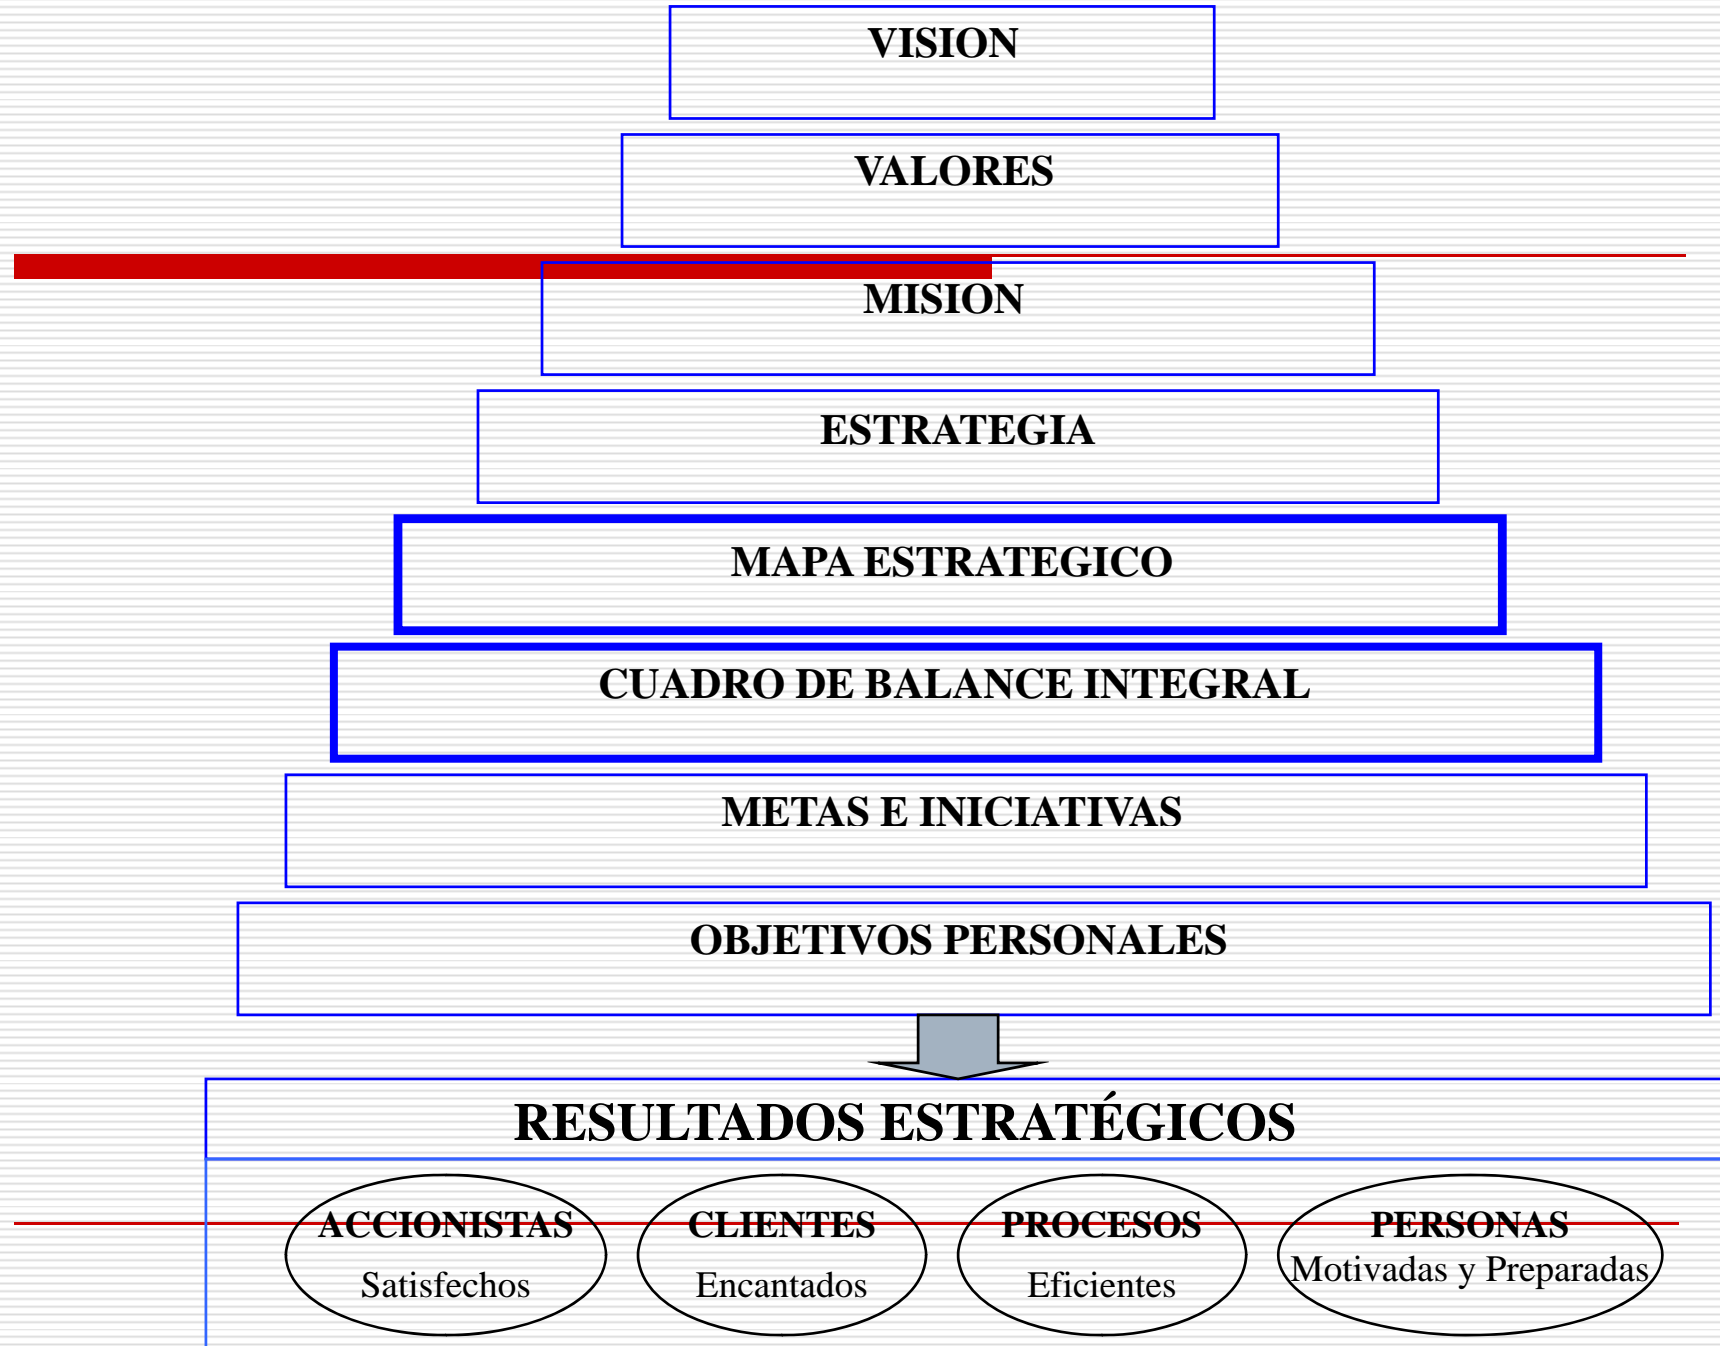 VISION
VALORES
MISION
ESTRATEGIA
MAPA ESTRATEGICO
CUADRO DE BALANCE INTEGRAL
METAS E INICIATIVAS
OBJETIVOS PERSONALES
RESULTADOS ESTRATÉGICOS
ACCIONISTAS
Satisfechos
CLIENTES
Encantados
PROCESOS
Eficientes
PERSONAS
Motivadas y Preparadas